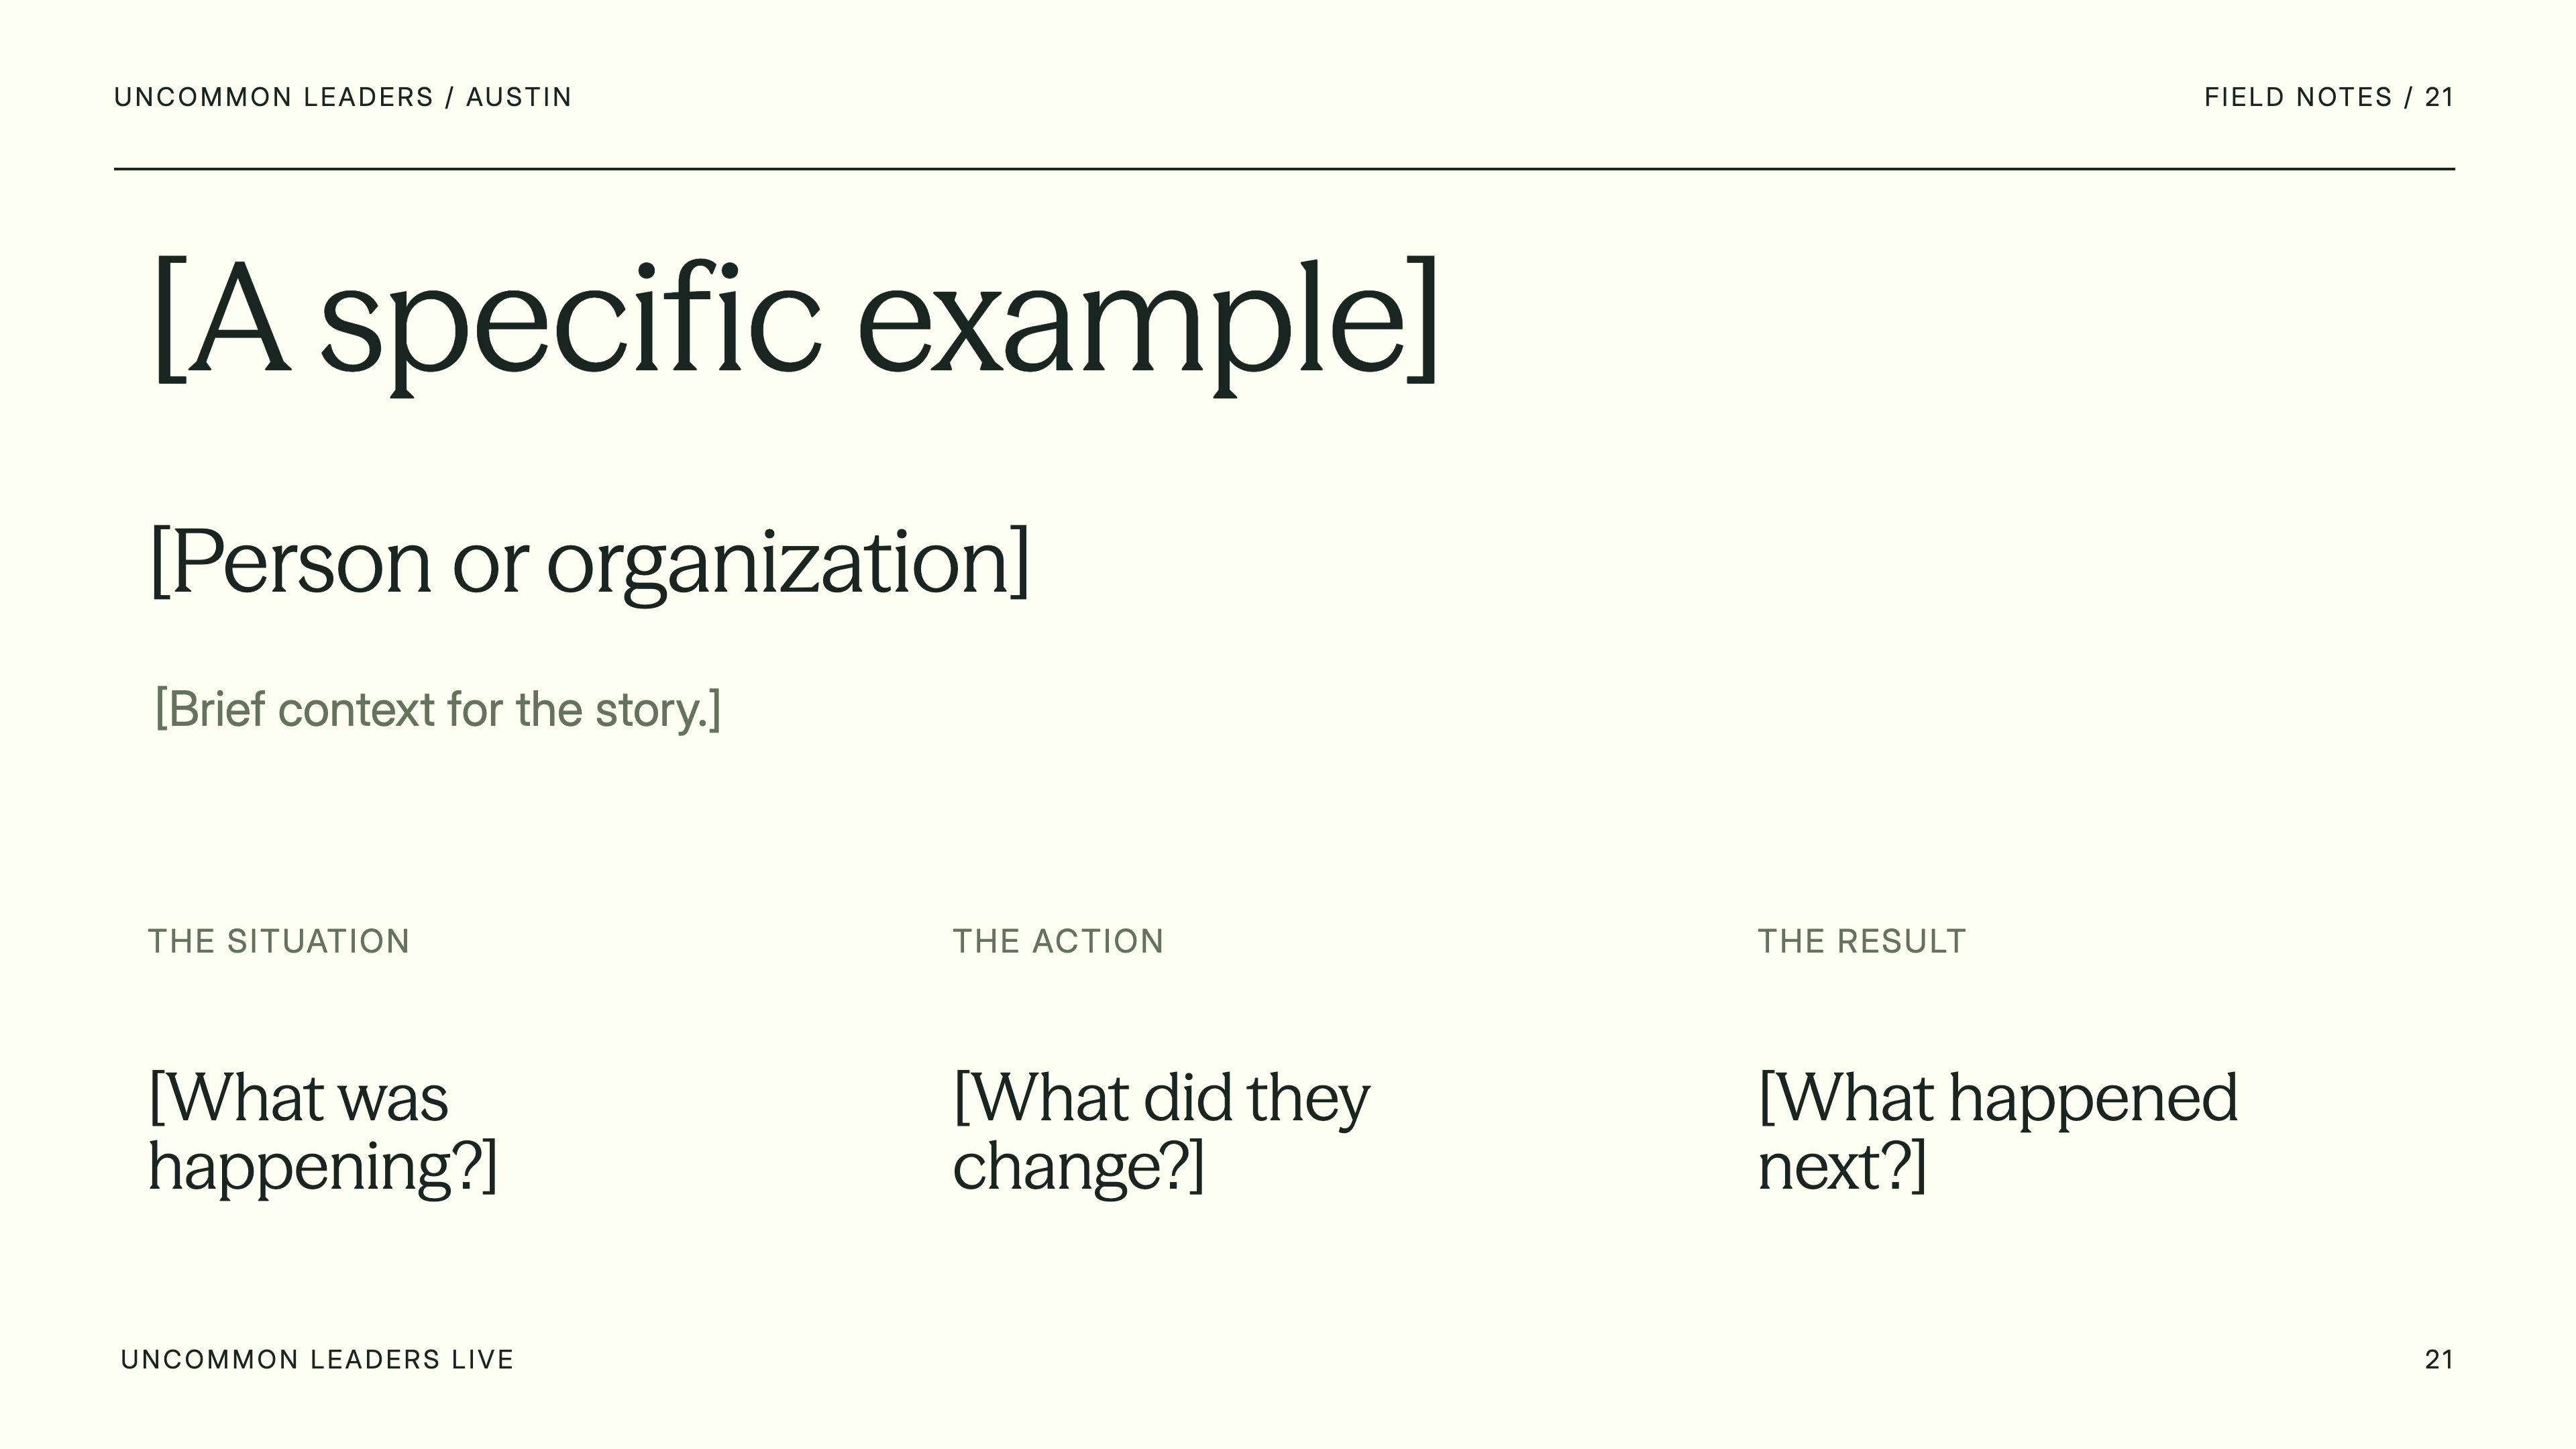 UNCOMMON LEADERS / AUSTIN
FIELD NOTES / 21
[A specific example]
[Person or organization]
[Brief context for the story.]
THE SITUATION
[What was
happening?]
THE ACTION
[What did they
change?]
THE RESULT
[What happened
next?]
UNCOMMON LEADERS LIVE
21